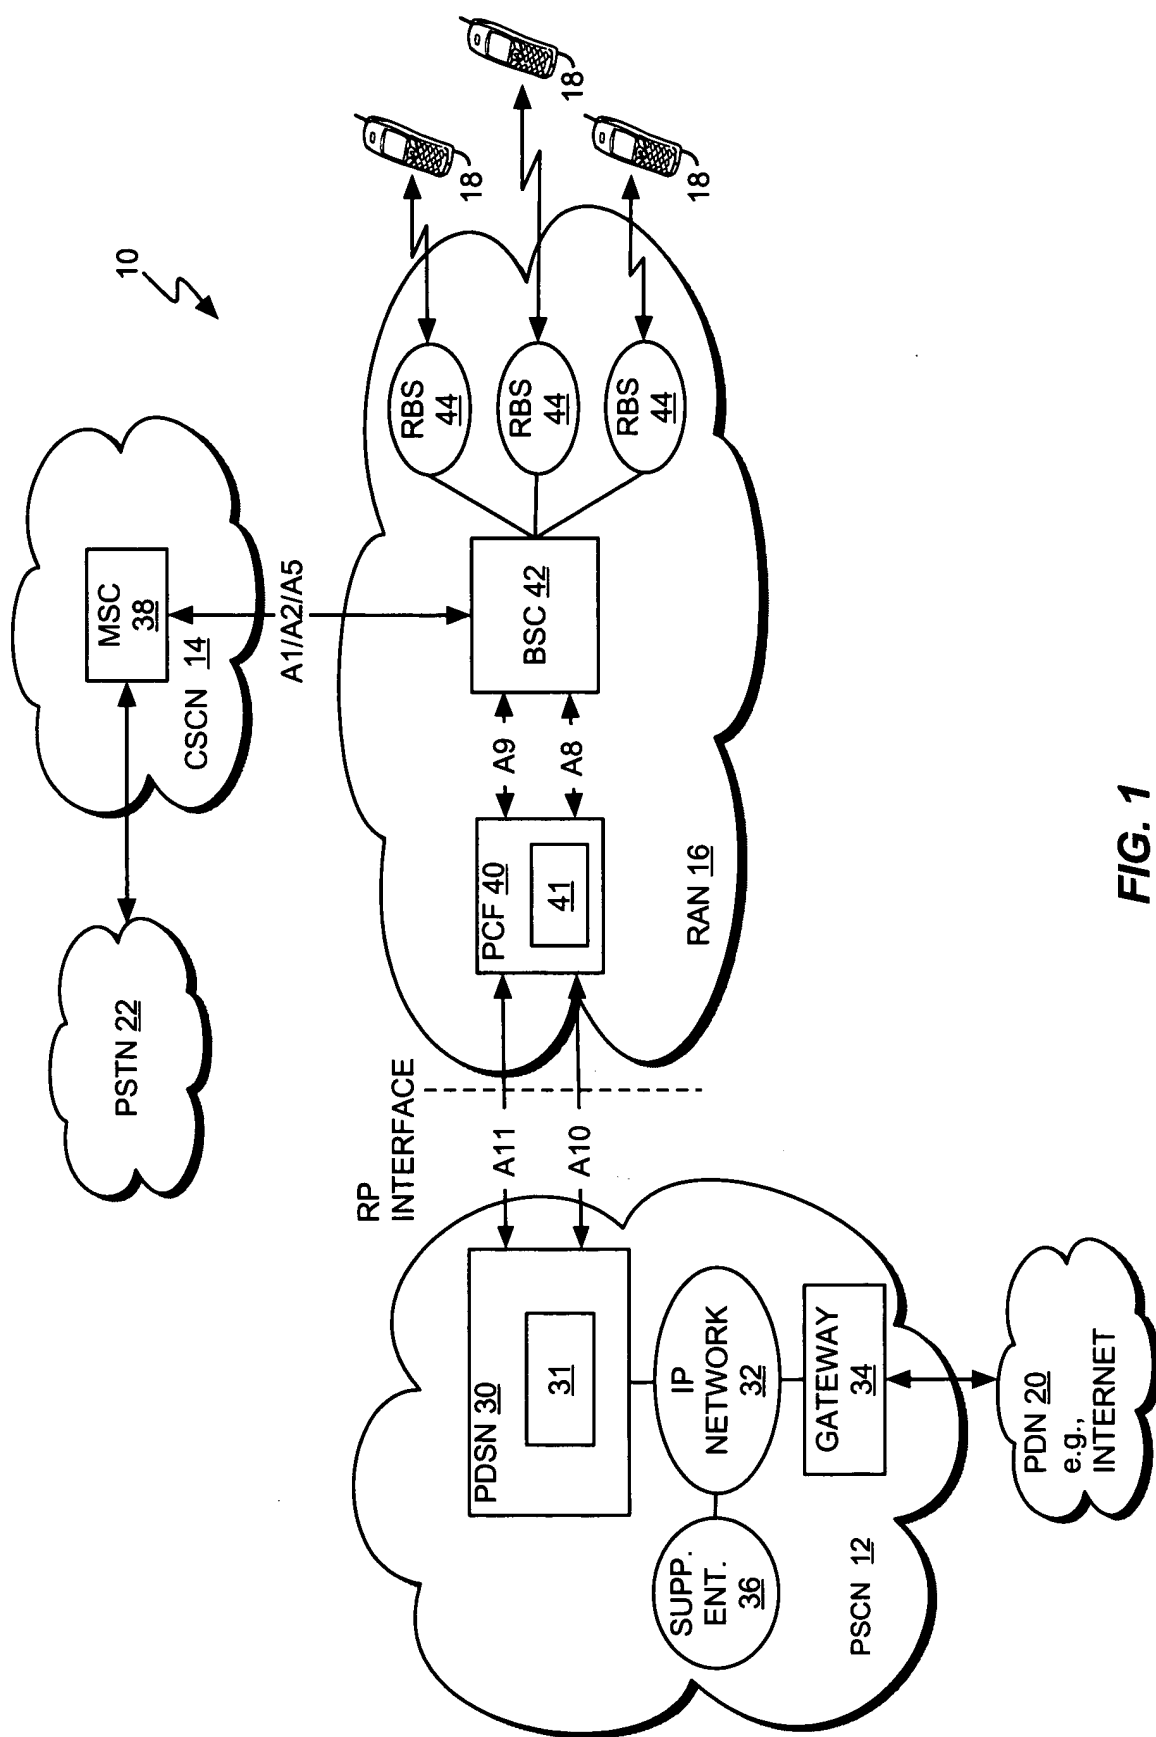 10
PSTN 22
MSC
38
CSCN 14
A1/A2/A5
18
18
18
RP
INTERFACE
A11
A10
PDSN 30
31
PCF 40
41
A9
A8
BSC 42
RBS
44
RBS
44
RBS
44
RAN 16
SUPP.
ENT.
36
IP
NETWORK
32
GATEWAY
34
PSCN 12
PDN 20
e.g.,
INTERNET
FIG. 1